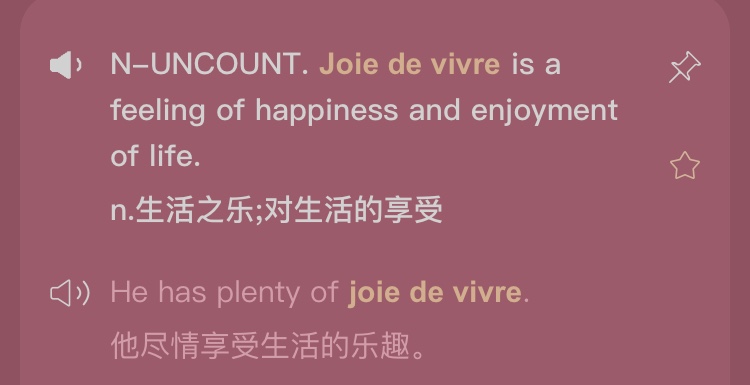 N-UNCOUNT. Joie de vivre is a
feeling of happiness and enjoyment
of life.
n.生活之乐;对生活的享受
He has plenty of joie de vivre.
他尽情享受生活的乐趣。